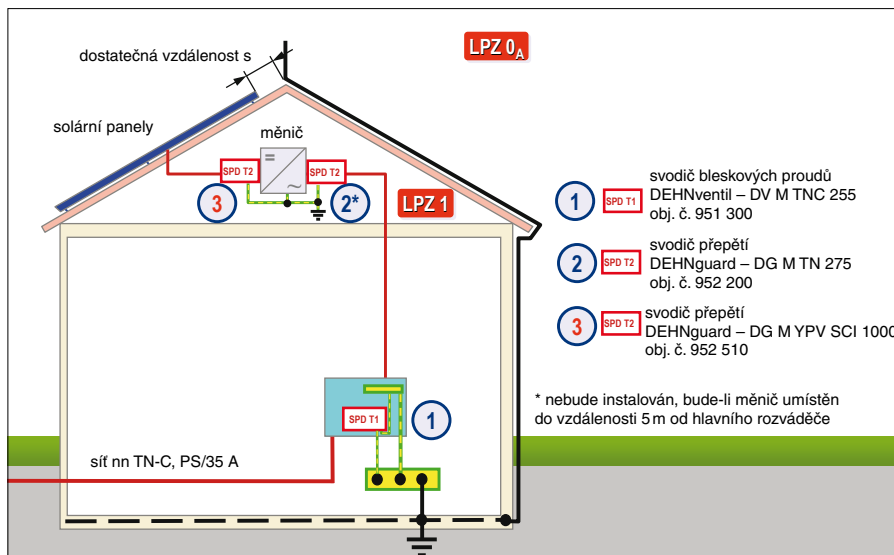 LPZ 0A
dostatečná vzdálenost s
solární panely
měnič
=
~
SPD T2
SPD T2
3
2*
LPZ 1
1
SPD T1
svodič bleskových proudů
DEHNventil – DV M TNC 255
obj. č. 951 300
2
SPD T2
svodič přepětí
DEHNguard – DG M TN 275
obj. č. 952 200
3
SPD T2
svodič přepětí
DEHNguard – DG M YPV SCI 1000
obj. č. 952 510
* nebude instalován, bude-li měnič umístěn
do vzdálenosti 5 m od hlavního rozváděče
SPD T1
1
síť nn TN-C, PS/35 A